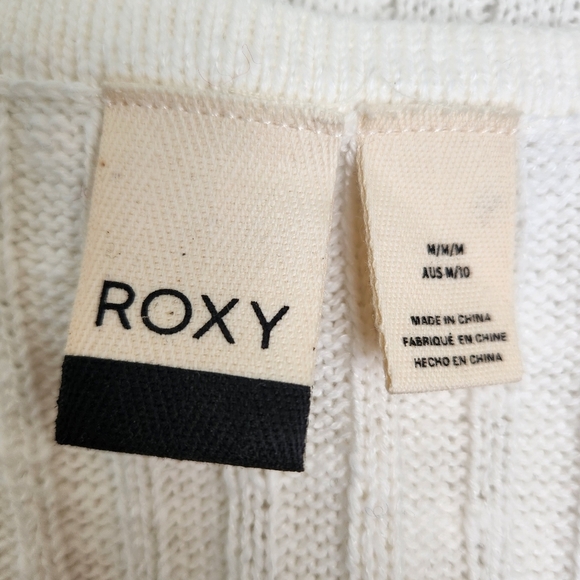 ROXY
M/M/M
AUS M/10
MADE IN CHINA
FABRIQUÉ EN CHINE
HECHO EN CHINA